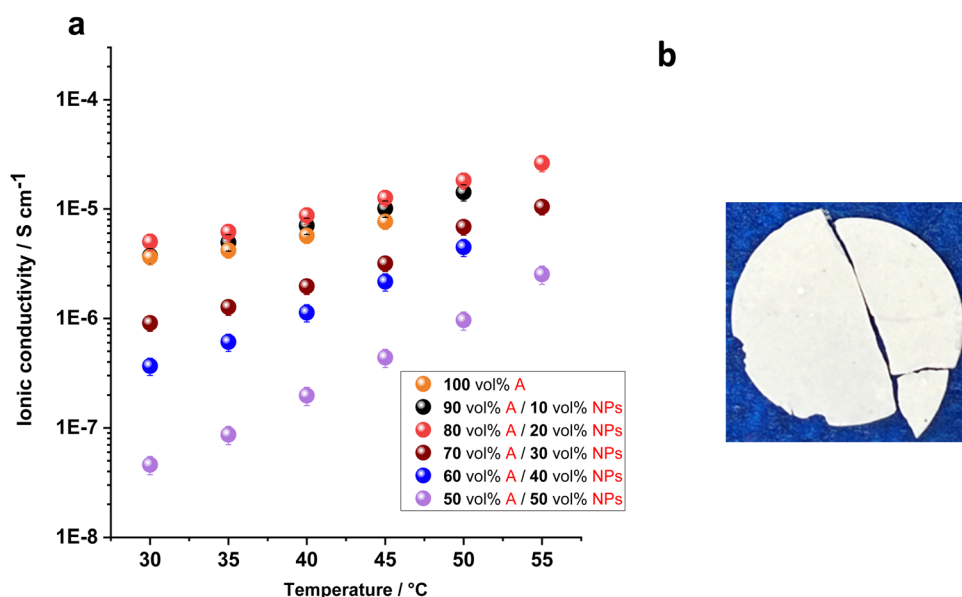 a
b
Ionic conductivity / S cm⁻¹
1E-4
1E-5
1E-6
1E-7
1E-8
100 vol% A
90 vol% A / 10 vol% NPs
80 vol% A / 20 vol% NPs
70 vol% A / 30 vol% NPs
60 vol% A / 40 vol% NPs
50 vol% A / 50 vol% NPs
30 35 40 45 50 55
Temperature / °C